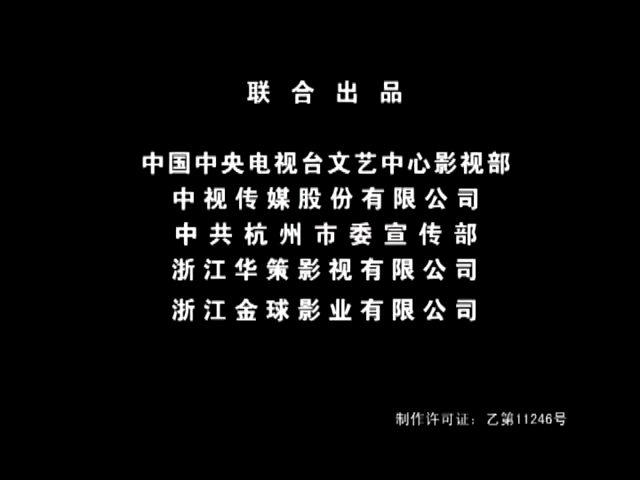 联合出品
中国中央电视台文艺中心影视部
中视传媒股份有限公司
中共杭州市委宣传部
浙江华策影视有限公司
浙江金球影业有限公司
制作许可证：乙第11246号